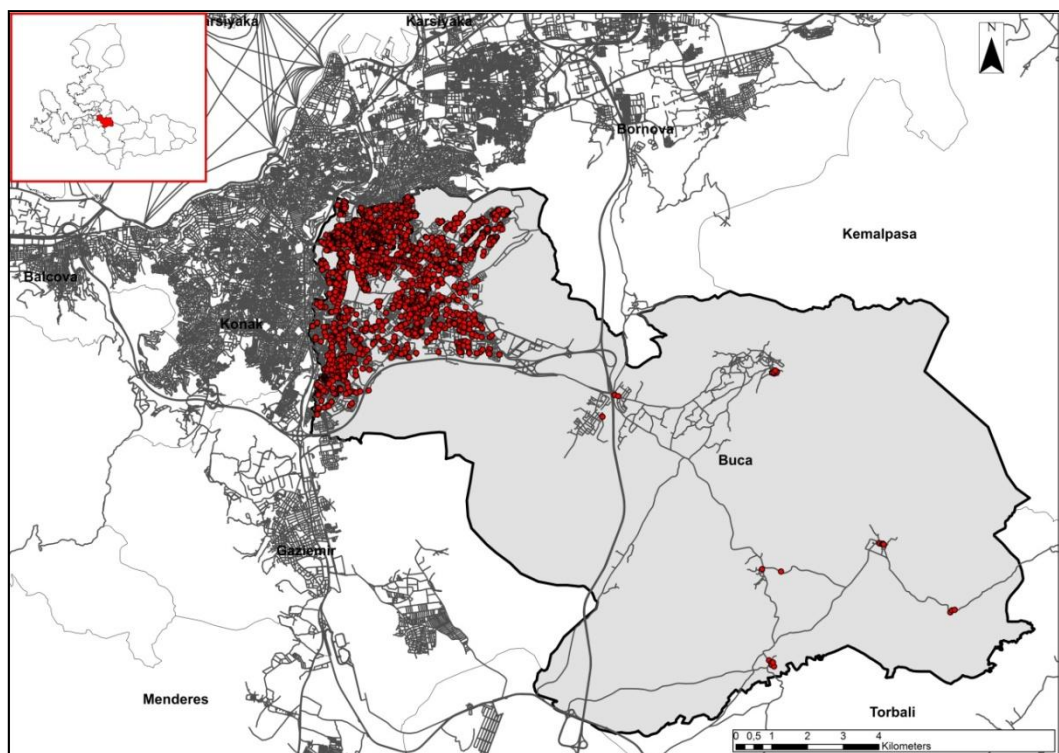 Karsiyaka
Karsiyaka
N
Bornova
Kemalpasa
Balcova
Konak
Buca
Gaziemir
Menderes
Torbali
0 0,5 1 2 3 4
Kilometers